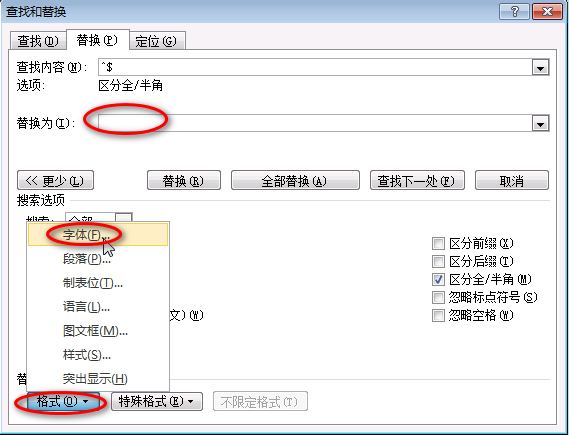 查找和替换
查找(D) 替换(P) 定位(G)
查找内容(N): ^$
选项: 区分全/半角
替换为(I):
<< 更少(L) 替换(R) 全部替换(A) 查找下一处(F) 取消
搜索选项
搜索: 全部
字体(F)...
段落(P)...
制表位(T)...
语言(L)...
图文框(M)...
样式(S)...
突出显示(H)
区分前缀(X)
区分后缀(T)
区分全/半角(M)
忽略标点符号(S)
文)(W) 忽略空格(W)
替
格式(O) 特殊格式(E) 不限定格式(T)